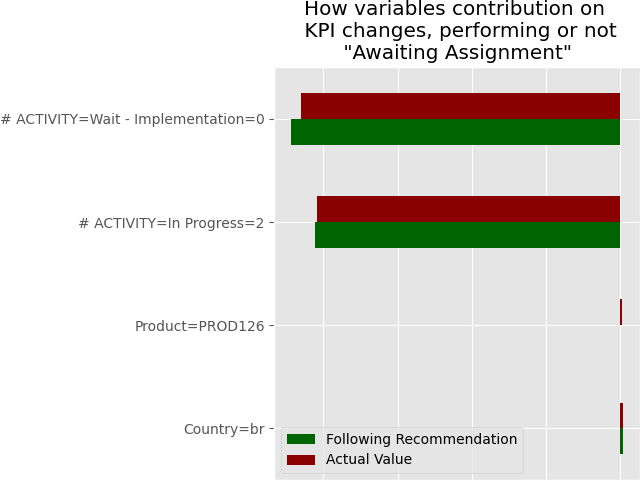 How variables contribution on
KPI changes, performing or not
"Awaiting Assignment"
# ACTIVITY=Wait - Implementation=0
# ACTIVITY=In Progress=2
Product=PROD126
Country=br
Following Recommendation
Actual Value